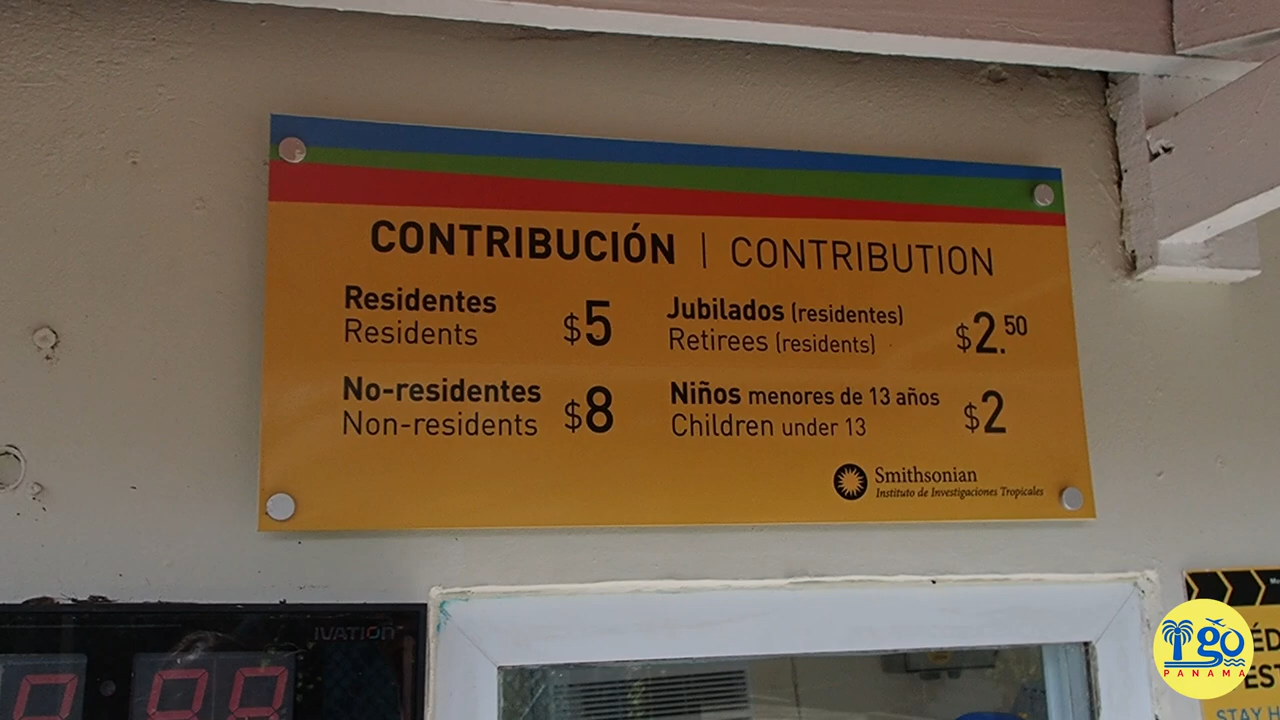 CONTRIBUCIÓN | CONTRIBUTION
Residentes
Residents
$5
Jubilados (residentes)
Retirees (residents)
$2.50
No-residentes
Non-residents
$8
Niños menores de 13 años
Children under 13
$2
Smithsonian
Instituto de Investigaciones Tropicales
IVATION
STAY
go
PANAMA